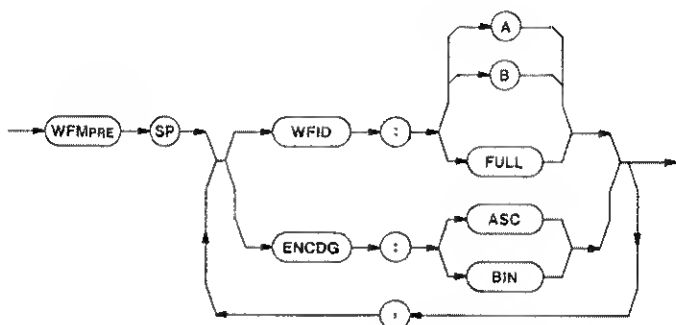 A
B
WFMPRE SP WFID :
FULL
ASC
ENCDG :
BIN
,